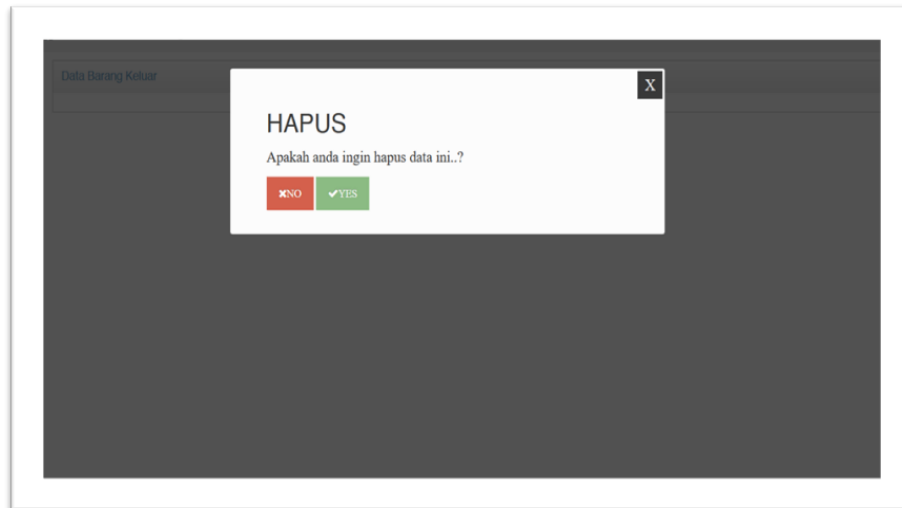 Data Barang Keluar
X
HAPUS
Apakah anda ingin hapus data ini..?
✖NO ✔YES